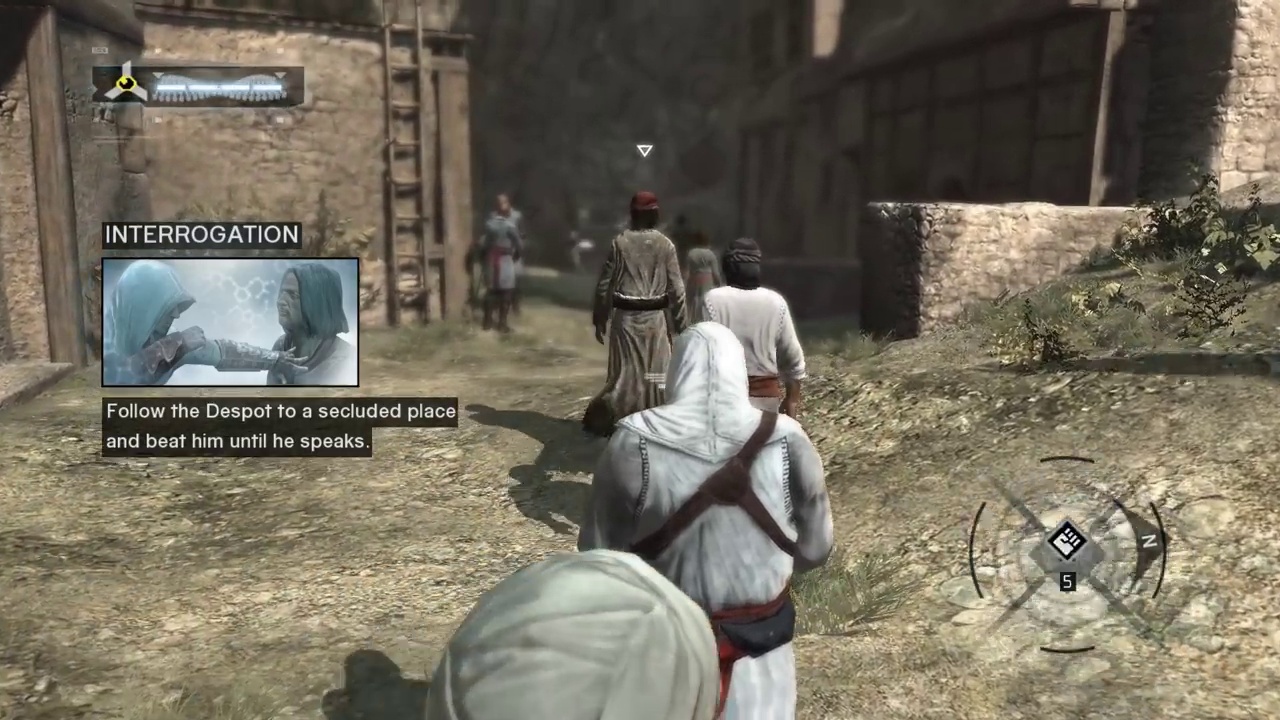 INTERROGATION
Follow the Despot to a secluded place
and beat him until he speaks.
N
5